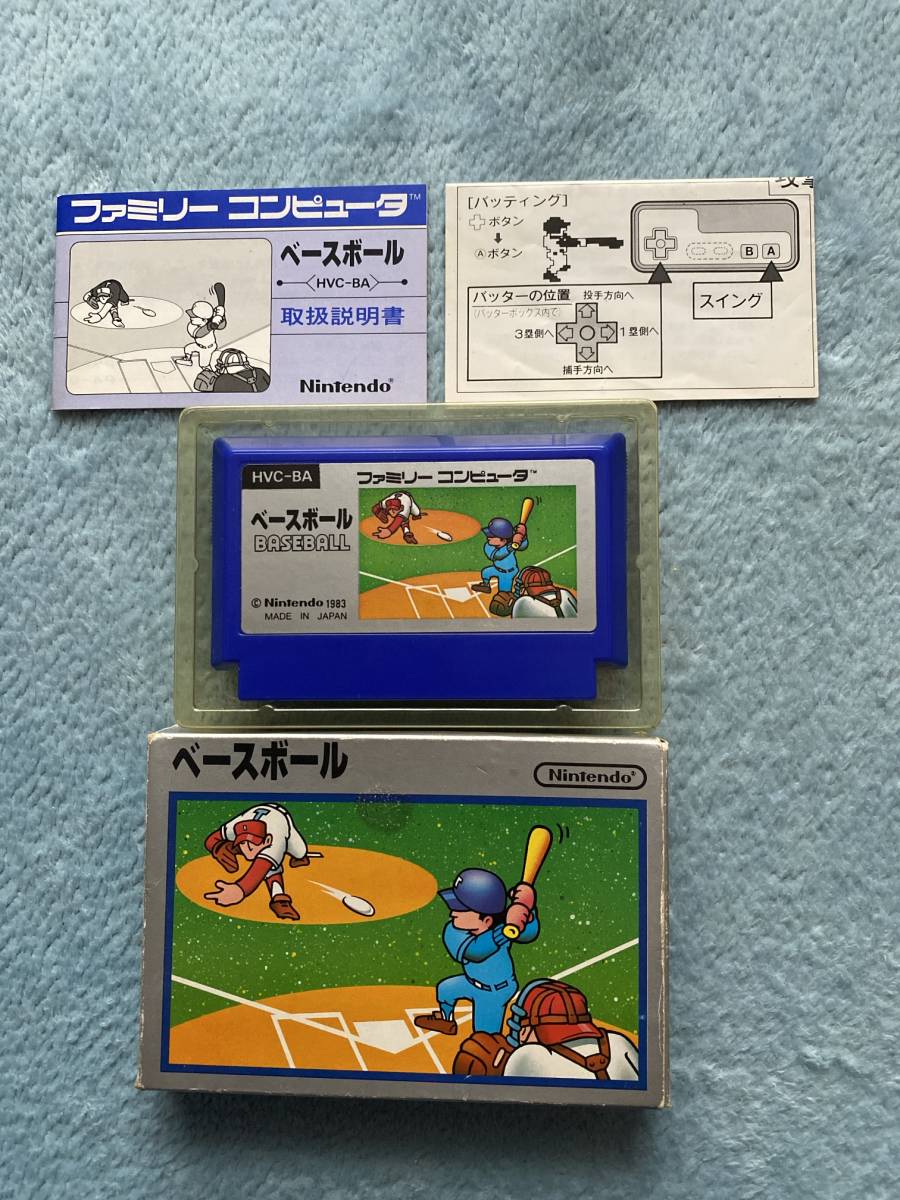 ファミリー コンピュータ™
ベースボール
HVC-BA
取扱説明書
Nintendo®
[バッティング]
ボタン
Ⓐボタン
B A
スイング
バッターの位置
(バッターボックス内で)
投手方向へ
3塁側へ
1塁側へ
捕手方向へ
HVC-BA
ファミリー コンピュータ™
ベースボール
BASEBALL
© Nintendo 1983
MADE IN JAPAN
T
ベースボール
Nintendo®
T
T